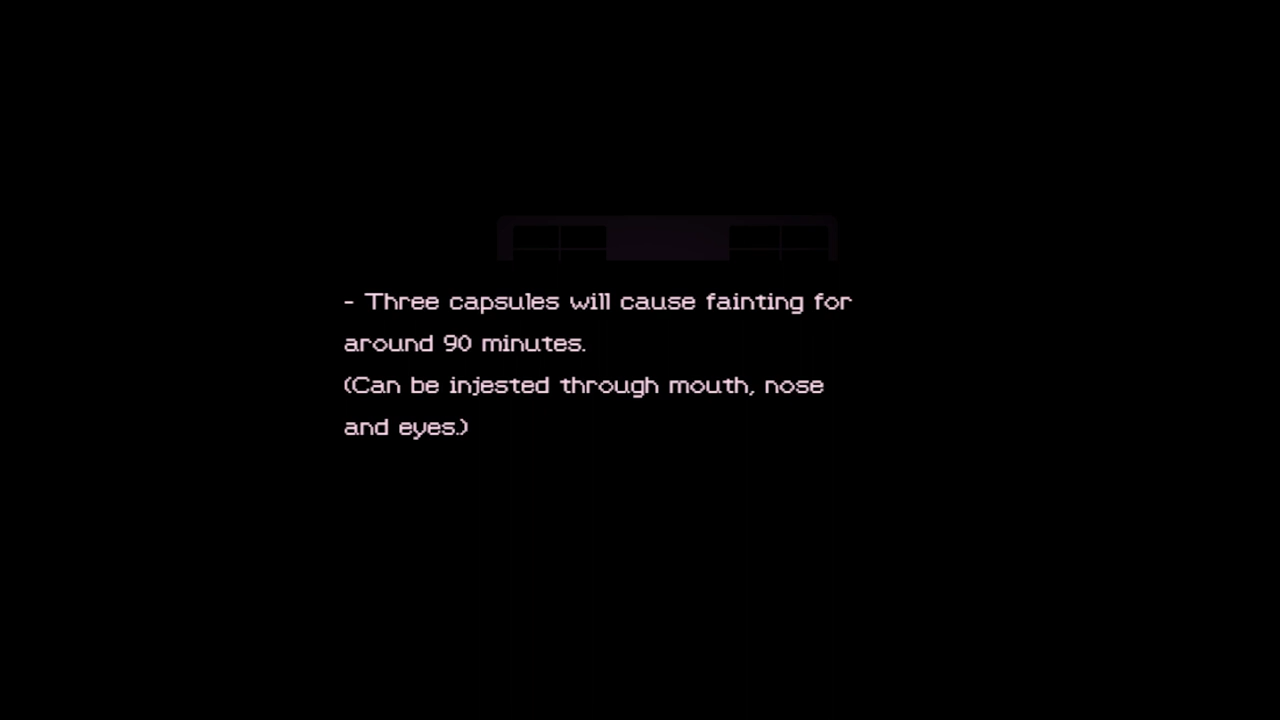 - Three capsules will cause fainting for
around 90 minutes.
(Can be injested through mouth, nose
and eyes.)